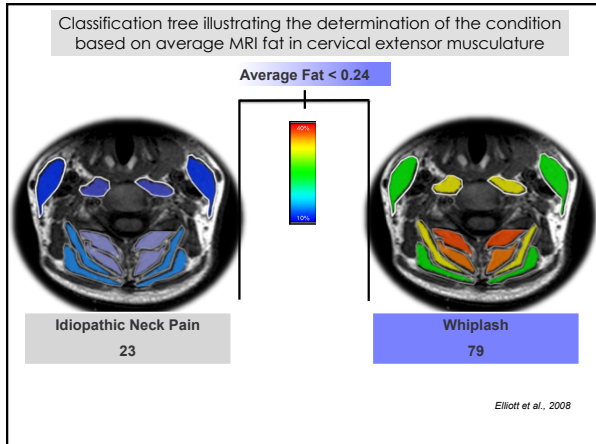 Classification tree illustrating the determination of the condition
based on average MRI fat in cervical extensor musculature
Average Fat < 0.24
40%
10%
Idiopathic Neck Pain
23
Whiplash
79
Elliott et al., 2008